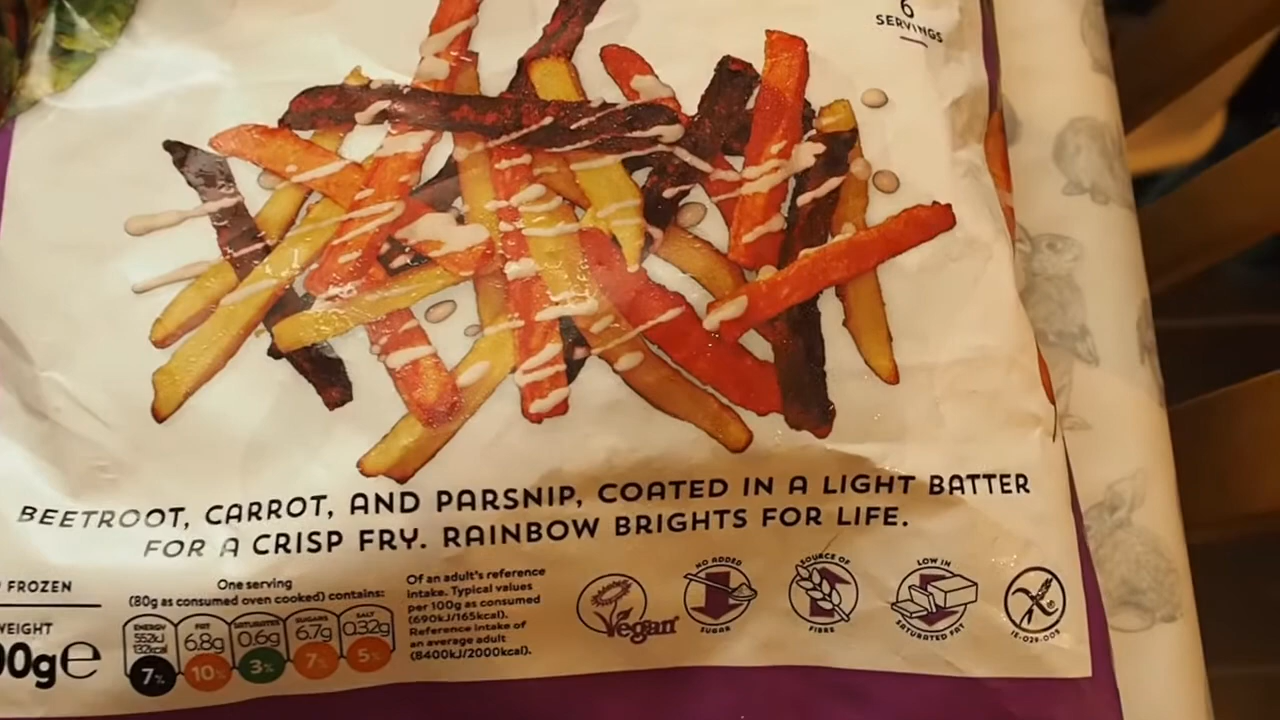 6
SERVINGS
BEETROOT, CARROT, AND PARSNIP, COATED IN A LIGHT BATTER
FOR A CRISP FRY. RAINBOW BRIGHTS FOR LIFE.
FROZEN
WEIGHT
00g e
One serving
(80g as consumed oven cooked) contains:
ENERGY
552kJ
132kcal
7%
FAT
6.8g
10%
SATURATES
0.6g
3%
SUGARS
6.7g
7%
SALT
0.32g
5%
Of an adult's reference
intake. Typical values
per 100g as consumed
(690kJ/165kcal).
Reference intake of
an average adult
(8400kJ/2000kcal).
Vegan
NO ADDED
SUGAR
SOURCE OF
FIBRE
LOW IN
SATURATED FAT